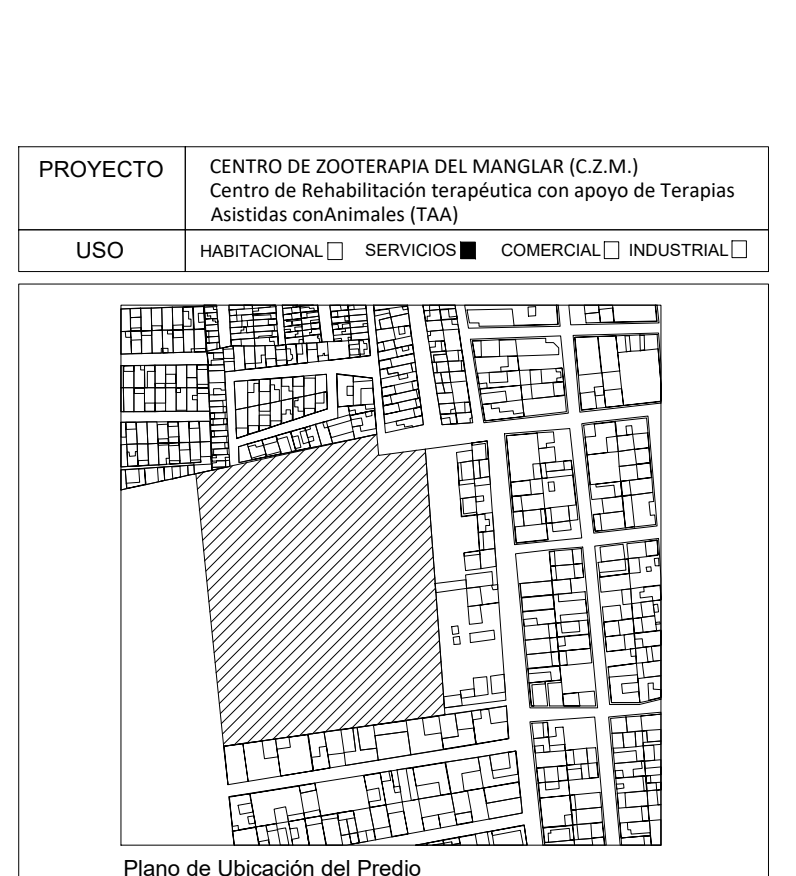 PROYECTO
CENTRO DE ZOOTERAPIA DEL MANGLAR (C.Z.M.)
Centro de Rehabilitación terapéutica con apoyo de Terapias
Asistidas conAnimales (TAA)
USO
HABITACIONAL☐ SERVICIOS■ COMERCIAL☐ INDUSTRIAL☐
Plano de Ubicación del Predio